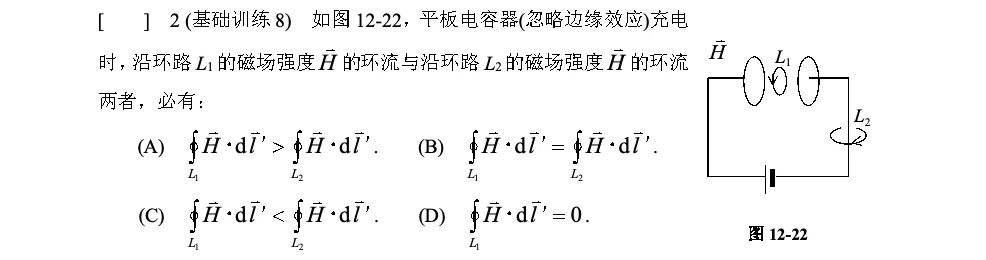 [ ] 2 (基础训练 8) 如图 12-22，平板电容器(忽略边缘效应)充电
时，沿环路 L₁ 的磁场强度 H⃗ 的环流与沿环路 L₂ 的磁场强度 H⃗ 的环流
两者，必有：
(A) ∮_{L₁} H⃗·dl⃗' > ∮_{L₂} H⃗·dl⃗'. (B) ∮_{L₁} H⃗·dl⃗' = ∮_{L₂} H⃗·dl⃗'.
(C) ∮_{L₁} H⃗·dl⃗' < ∮_{L₂} H⃗·dl⃗'. (D) ∮_{L₁} H⃗·dl⃗' = 0.
H⃗
L₁
L₂
图 12-22